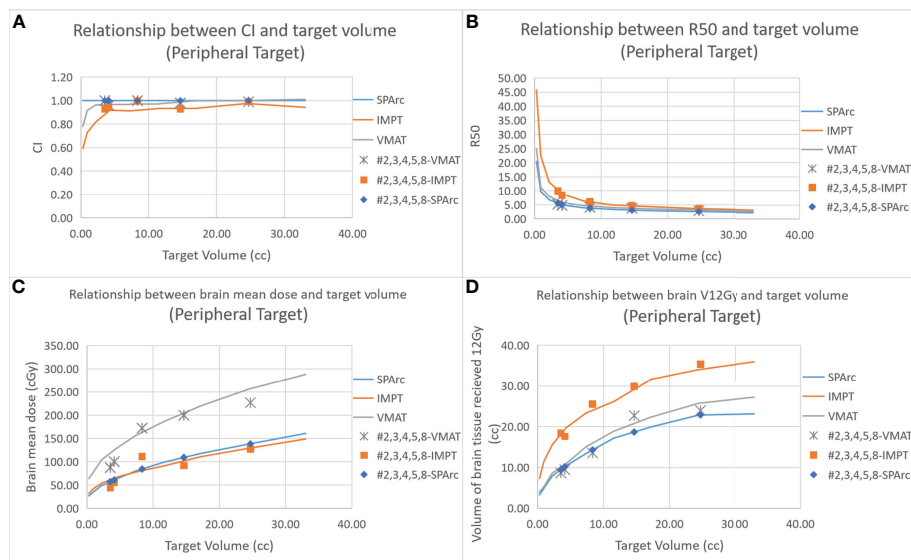 A
Relationship between CI and target volume
(Peripheral Target)
1.20
1.00
0.80
0.60
0.40
0.20
0.00
CI
0.00 10.00 20.00 30.00 40.00
Target Volume (cc)
SPArc
IMPT
VMAT
#2,3,4,5,8-VMAT
#2,3,4,5,8-IMPT
#2,3,4,5,8-SPArc
B
Relationship between R50 and target volume
(Peripheral Target)
50.00
45.00
40.00
35.00
30.00
25.00
20.00
15.00
10.00
5.00
0.00
R50
0.00 10.00 20.00 30.00 40.00
Target Volume (cc)
SPArc
IMPT
VMAT
#2,3,4,5,8-VMAT
#2,3,4,5,8-IMPT
#2,3,4,5,8-SPArc
C
Relationship between brain mean dose and target volume
(Peripheral Target)
350.00
300.00
250.00
200.00
150.00
100.00
50.00
0.00
Brain mean dose (cGy)
0.00 10.00 20.00 30.00 40.00
Target Volume (cc)
SPArc
IMPT
VMAT
#2,3,4,5,8-VMAT
#2,3,4,5,8-IMPT
#2,3,4,5,8-SPArc
D
Relationship between brain V12Gy and target volume
(Peripheral Target)
40.00
30.00
20.00
10.00
0.00
Volume of brain tissue recieved 12Gy
(cc)
0.00 10.00 20.00 30.00 40.00
Target Volume (cc)
SPArc
IMPT
VMAT
#2,3,4,5,8-VMAT
#2,3,4,5,8-IMPT
#2,3,4,5,8-SPArc